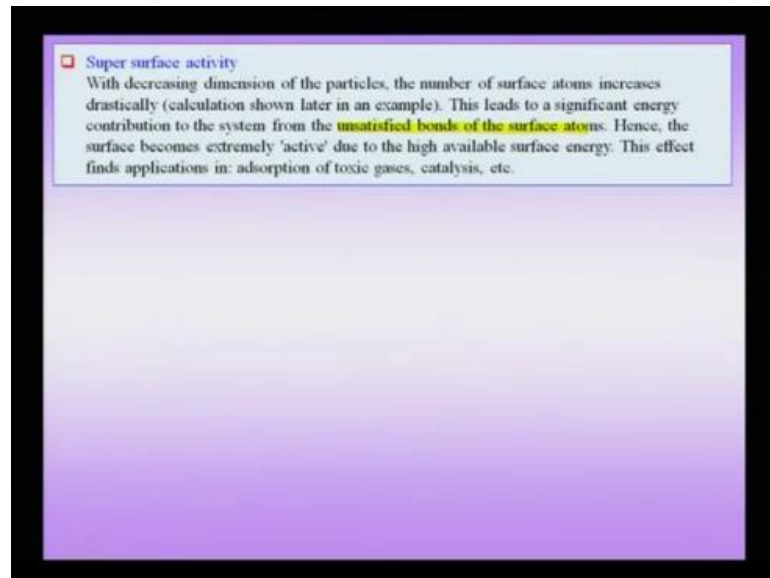 Super surface activity
With decreasing dimension of the particles, the number of surface atoms increases
drastically (calculation shown later in an example). This leads to a significant energy
contribution to the system from the unsatisfied bonds of the surface atoms. Hence, the
surface becomes extremely 'active' due to the high available surface energy. This effect
finds applications in: adsorption of toxic gases, catalysis, etc.